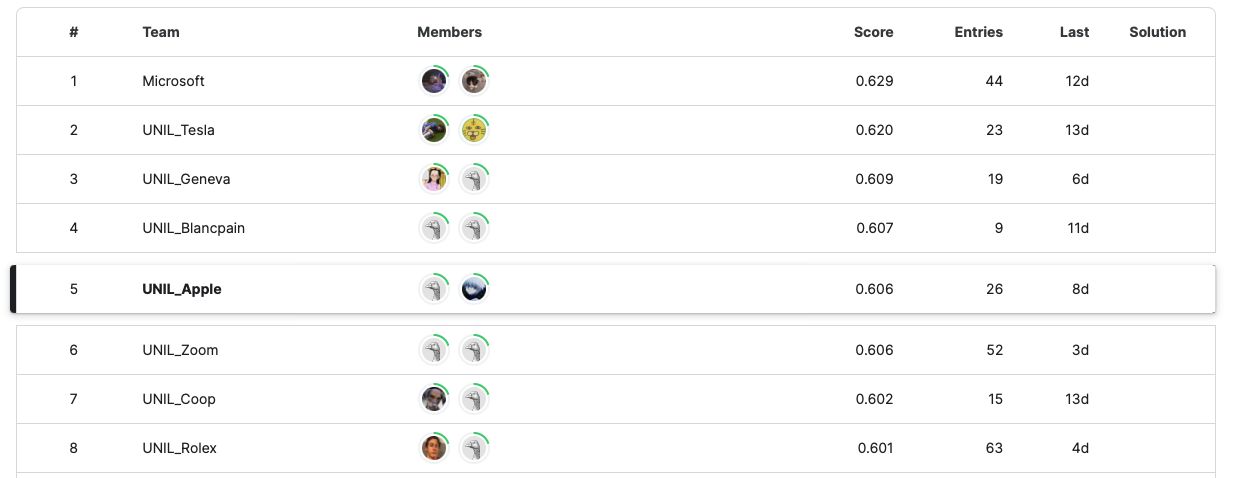 # Team Members Score Entries Last Solution
1 Microsoft 0.629 44 12d
2 UNIL_Tesla 0.620 23 13d
3 UNIL_Geneva 0.609 19 6d
4 UNIL_Blancpain 0.607 9 11d
5 UNIL_Apple 0.606 26 8d
6 UNIL_Zoom 0.606 52 3d
7 UNIL_Coop 0.602 15 13d
8 UNIL_Rolex 0.601 63 4d